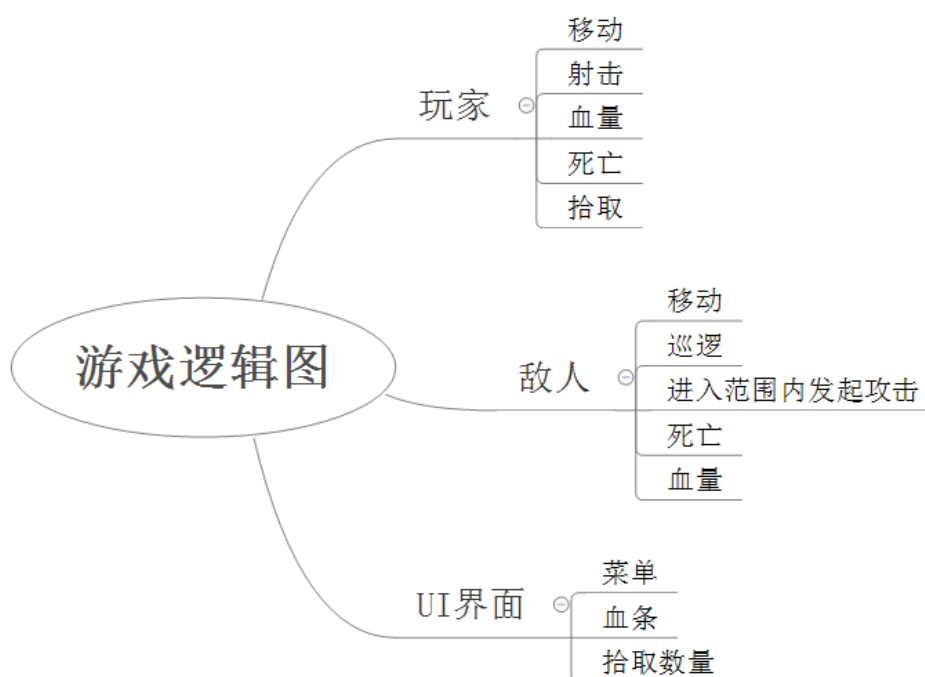 游戏逻辑图
玩家
移动
射击
血量
死亡
拾取
敌人
移动
巡逻
进入范围内发起攻击
死亡
血量
UI界面
菜单
血条
拾取数量